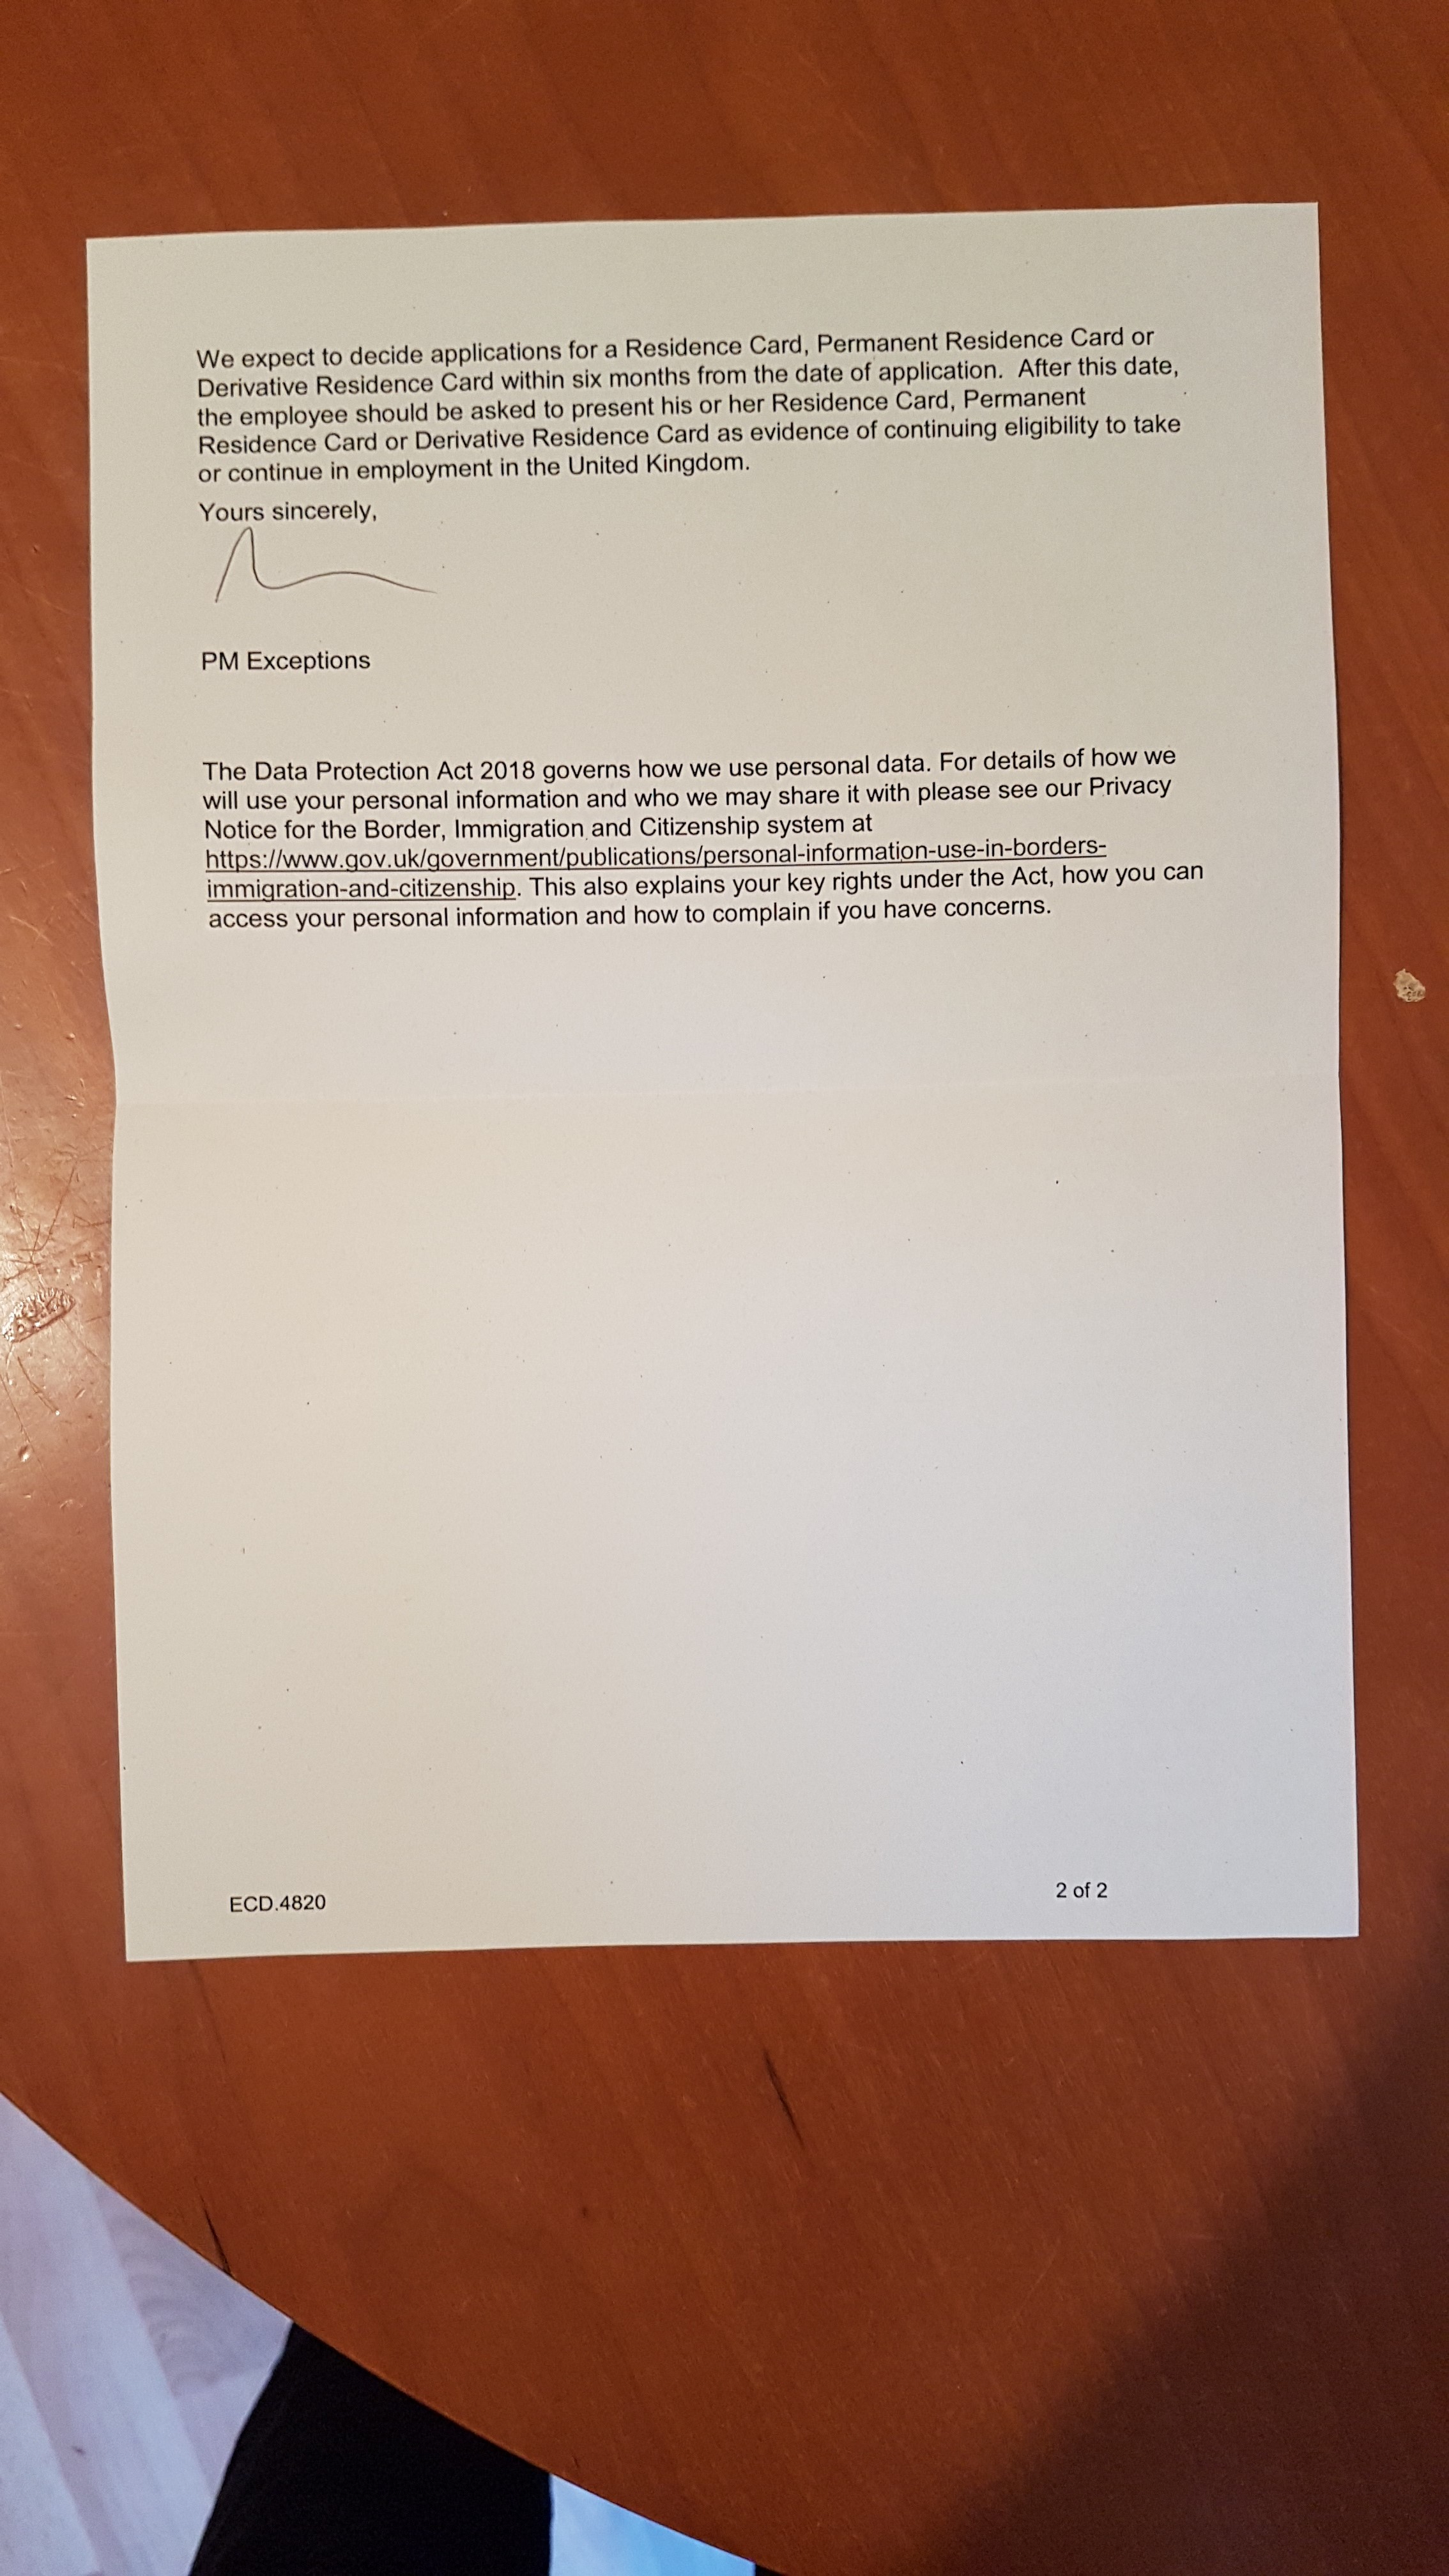 We expect to decide applications for a Residence Card, Permanent Residence Card or
Derivative Residence Card within six months from the date of application.  After this date,
the employee should be asked to present his or her Residence Card, Permanent
Residence Card or Derivative Residence Card as evidence of continuing eligibility to take
or continue in employment in the United Kingdom.
Yours sincerely,
PM Exceptions
The Data Protection Act 2018 governs how we use personal data. For details of how we
will use your personal information and who we may share it with please see our Privacy
Notice for the Border, Immigration and Citizenship system at
https://www.gov.uk/government/publications/personal-information-use-in-borders-
immigration-and-citizenship. This also explains your key rights under the Act, how you can
access your personal information and how to complain if you have concerns.
ECD.4820
2 of 2